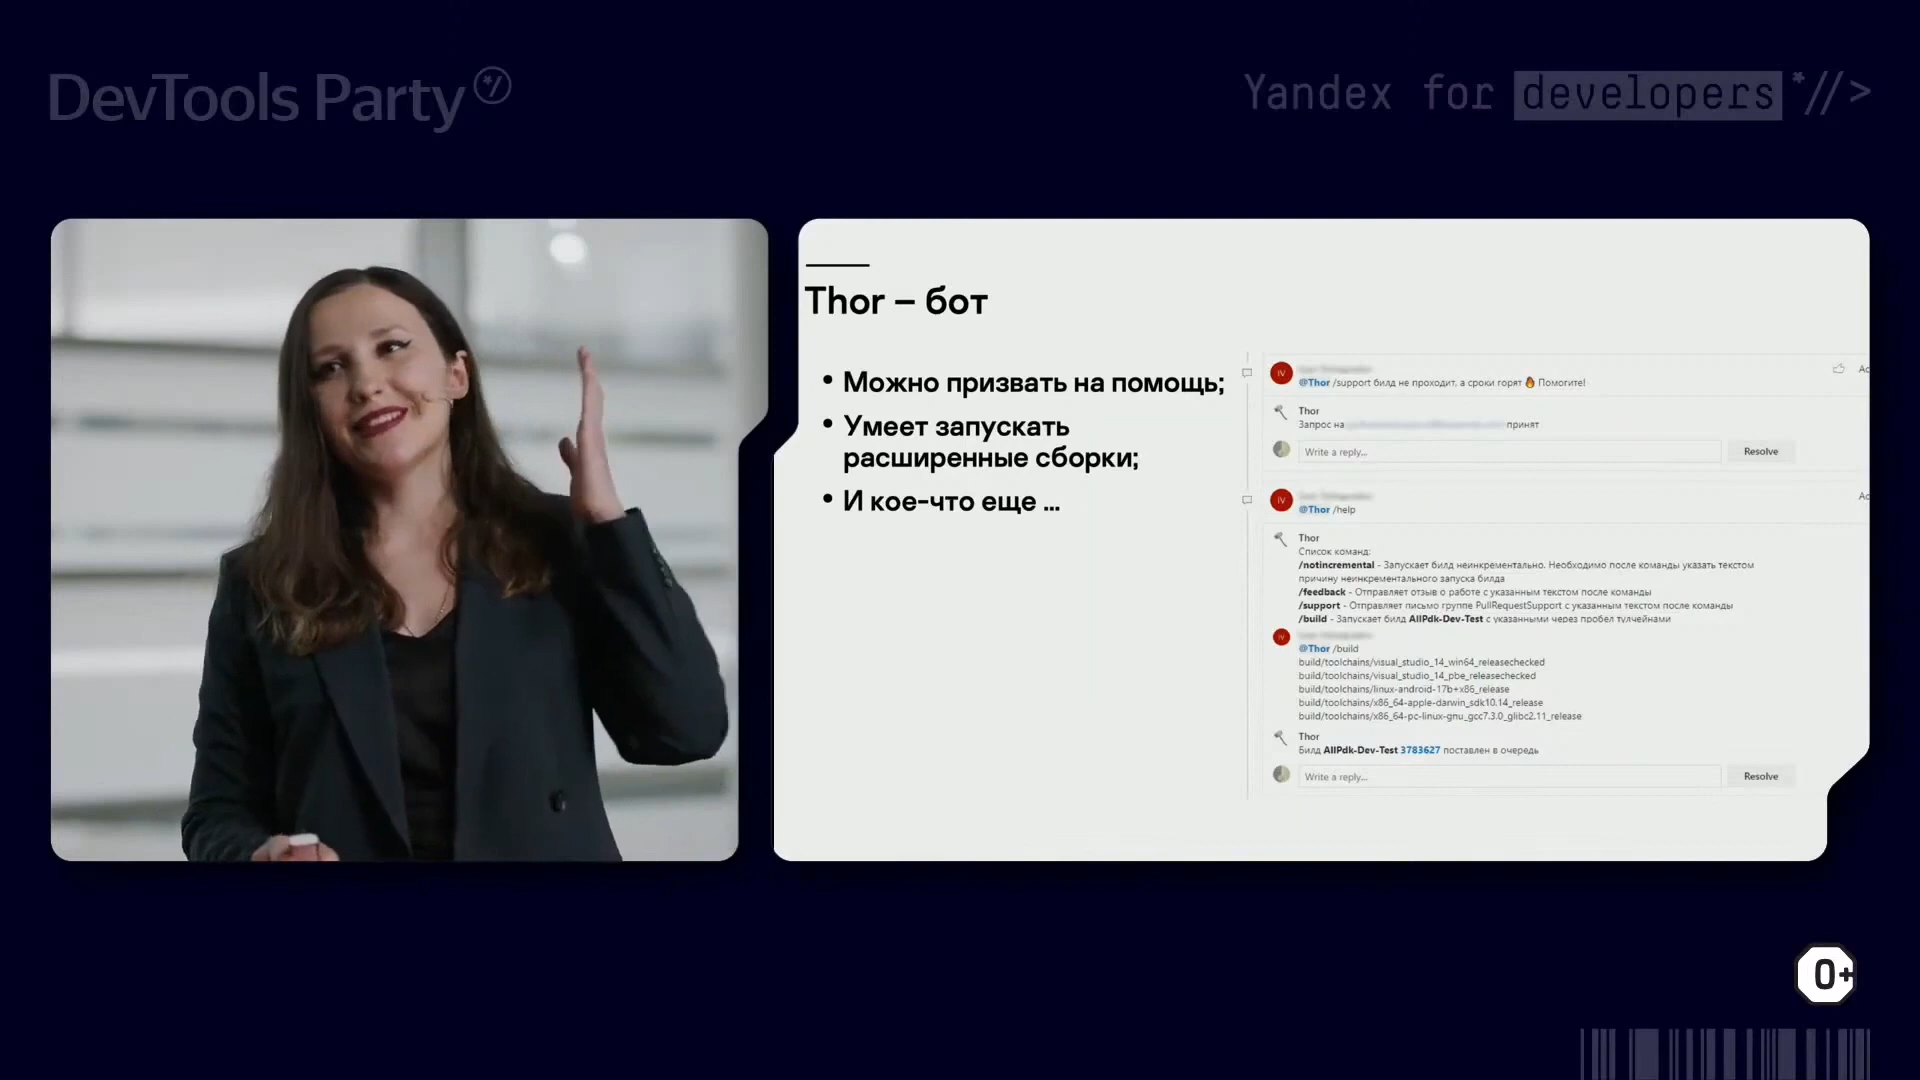 DevTools Party */
Yandex for developers *//>
Thor – бот
• Можно призвать на помощь;
• Умеет запускать
расширенные сборки;
• И кое-что еще ...
IV
@Thor /support билд не проходит, а сроки горят 🔥 Помогите!
Ac
Thor
Запрос на принят
Write a reply...
Resolve
IV
Ac
@Thor /help
Thor
Список команд:
/notincremental - Запускает билд неинкрементально. Необходимо после команды указать текстом
причину неинкрементального запуска билда
/feedback - Отправляет отзыв о работе с указанным текстом после команды
/support - Отправляет письмо группе PullRequestSupport с указанным текстом после команды
/build - Запускает билд AllPdk-Dev-Test с указанными через пробел тулчейнами
IV
@Thor /build
build/toolchains/visual_studio_14_win64_releasechecked
build/toolchains/visual_studio_14_pbe_releasechecked
build/toolchains/linux-android-17b+x86_release
build/toolchains/x86_64-apple-darwin_sdk10.14_release
build/toolchains/x86_64-pc-linux-gnu_gcc7.3.0_glibc2.11_release
Thor
Билд AllPdk-Dev-Test 3783627 поставлен в очередь
Write a reply...
Resolve
0+